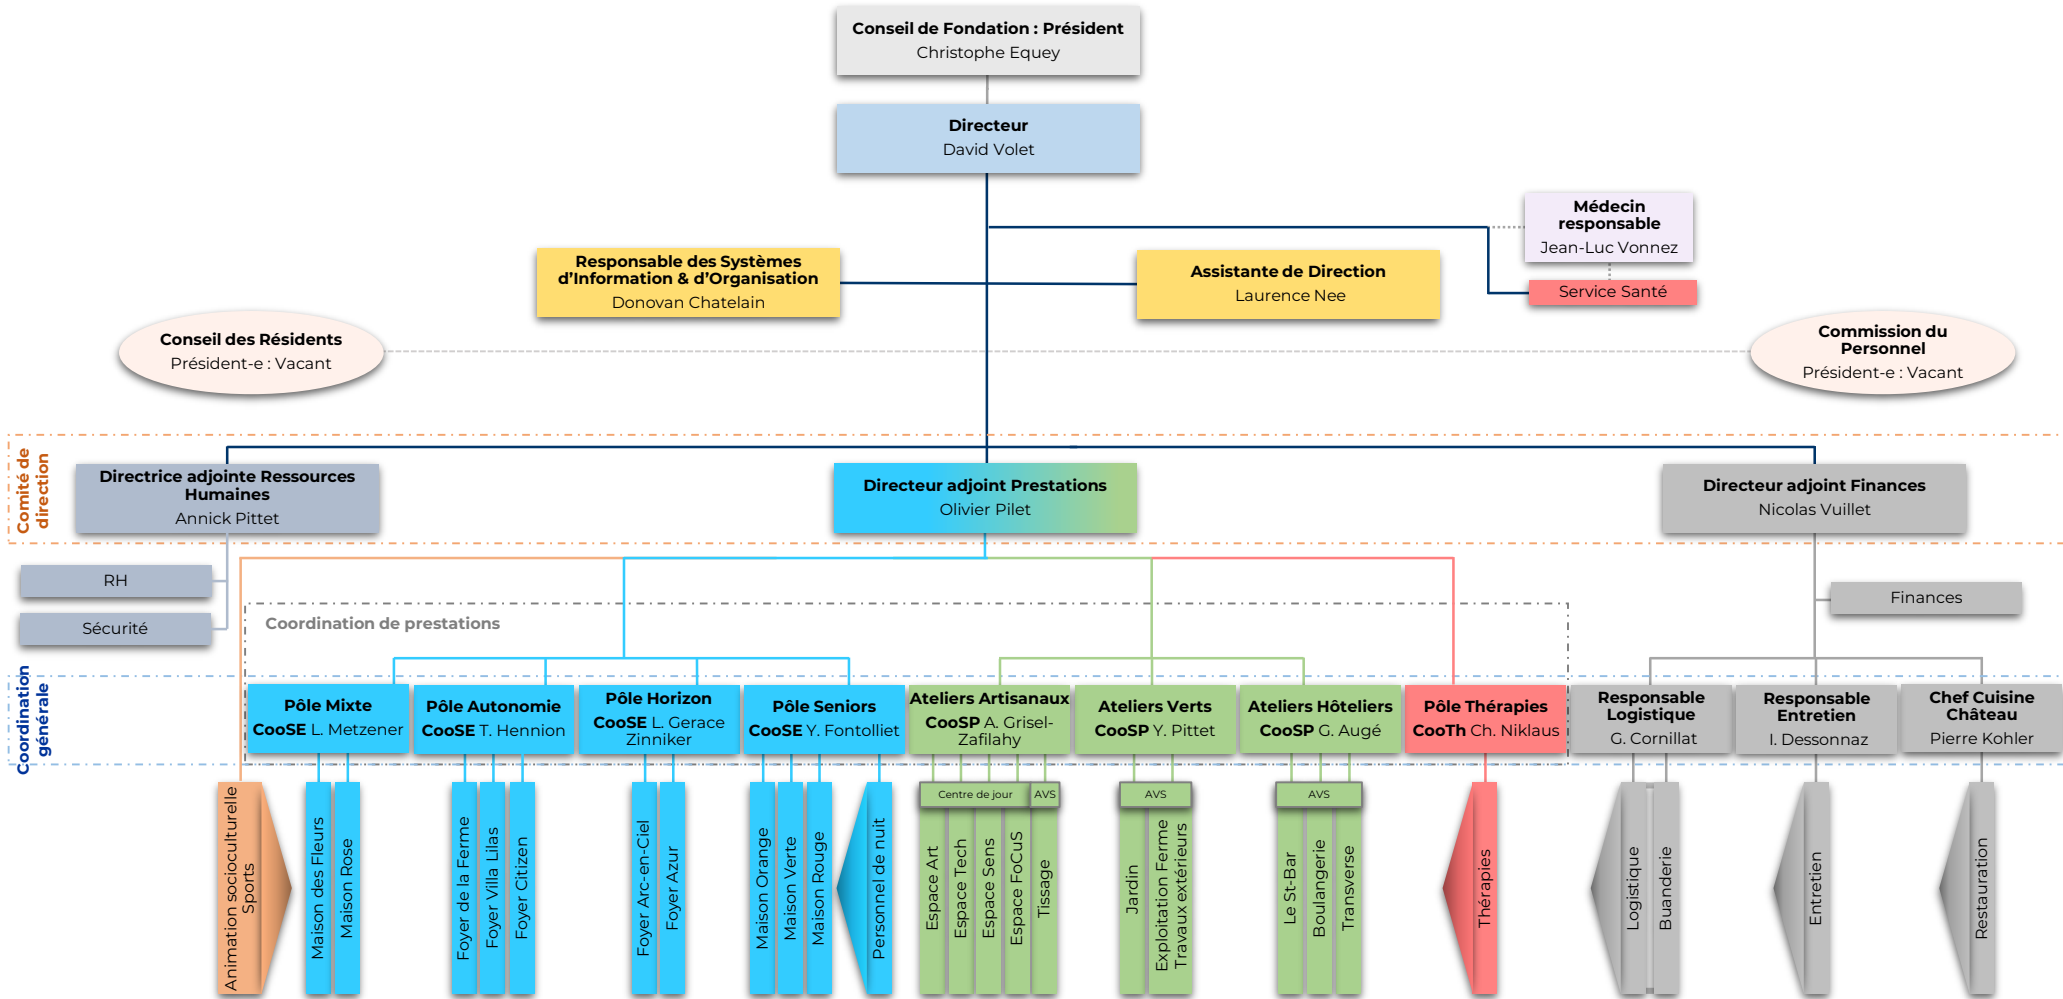 Conseil de Fondation : Président
Christophe Equey
Directeur
David Volet
Médecin
responsable
Jean-Luc Vonnez
Service Santé
Responsable des Systèmes
d'Information & d'Organisation
Donovan Chatelain
Assistante de Direction
Laurence Nee
Conseil des Résidents
Président-e : Vacant
Commission du
Personnel
Président-e : Vacant
Comité de
direction
Directrice adjointe Ressources
Humaines
Annick Pittet
Directeur adjoint Prestations
Olivier Pilet
Directeur adjoint Finances
Nicolas Vuillet
RH
Sécurité
Finances
Coordination de prestations
Coordination
générale
Pôle Mixte
CooSE L. Metzener
Pôle Autonomie
CooSE T. Hennion
Pôle Horizon
CooSE L. Gerace
Zinniker
Pôle Seniors
CooSE Y. Fontolliet
Ateliers Artisanaux
CooSP A. Grisel-
Zafilahy
Ateliers Verts
CooSP Y. Pittet
Ateliers Hôteliers
CooSP G. Augé
Pôle Thérapies
CooTh Ch. Niklaus
Responsable
Logistique
G. Cornillat
Responsable
Entretien
I. Dessonnaz
Chef Cuisine
Château
Pierre Kohler
Animation socioculturelle
Sports
Maison des Fleurs
Maison Rose
Foyer de la Ferme
Foyer Villa Lilas
Foyer Citizen
Foyer Arc-en-Ciel
Foyer Azur
Maison Orange
Maison Verte
Maison Rouge
Personnel de nuit
Centre de jour
AVS
Espace Art
Espace Tech
Espace Sens
Espace FoCuS
Tissage
AVS
Jardin
Exploitation Ferme
Travaux extérieurs
AVS
Le St-Bar
Boulangerie
Transverse
Thérapies
Logistique
Buanderie
Entretien
Restauration